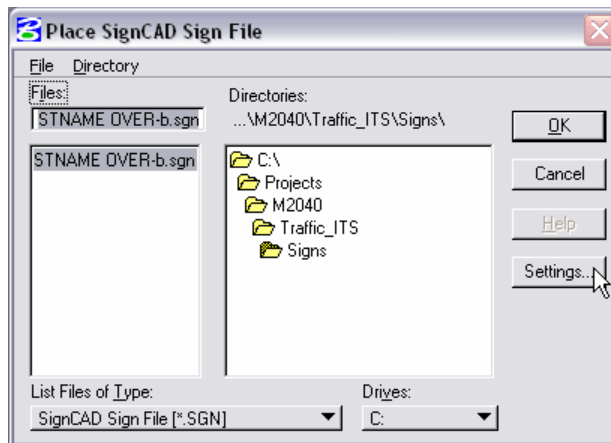 Place SignCAD Sign File
File Directory
Files:
STNAME OVER-b.sgn
STNAME OVER-b.sgn
Directories:
...\M2040\Traffic_ITS\Signs\
C:\
Projects
M2040
Traffic_ITS
Signs
OK
Cancel
Help
Settings...
List Files of Type:
SignCAD Sign File [*.SGN]
Drives:
C: